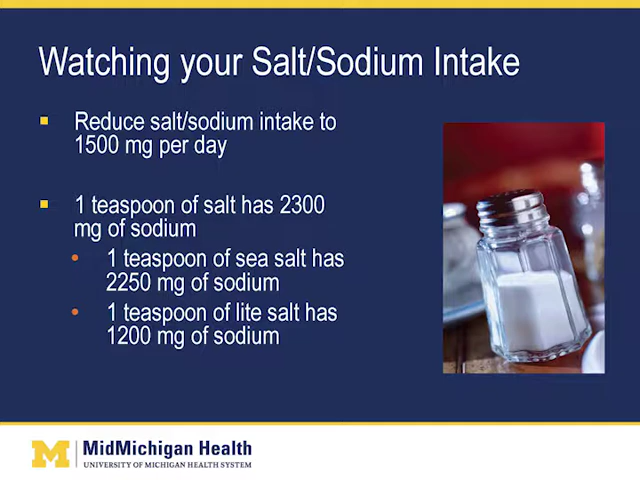 Watching your Salt/Sodium Intake
Reduce salt/sodium intake to
1500 mg per day
1 teaspoon of salt has 2300
mg of sodium
1 teaspoon of sea salt has
2250 mg of sodium
1 teaspoon of lite salt has
1200 mg of sodium
M
MidMichigan Health
UNIVERSITY OF MICHIGAN HEALTH SYSTEM